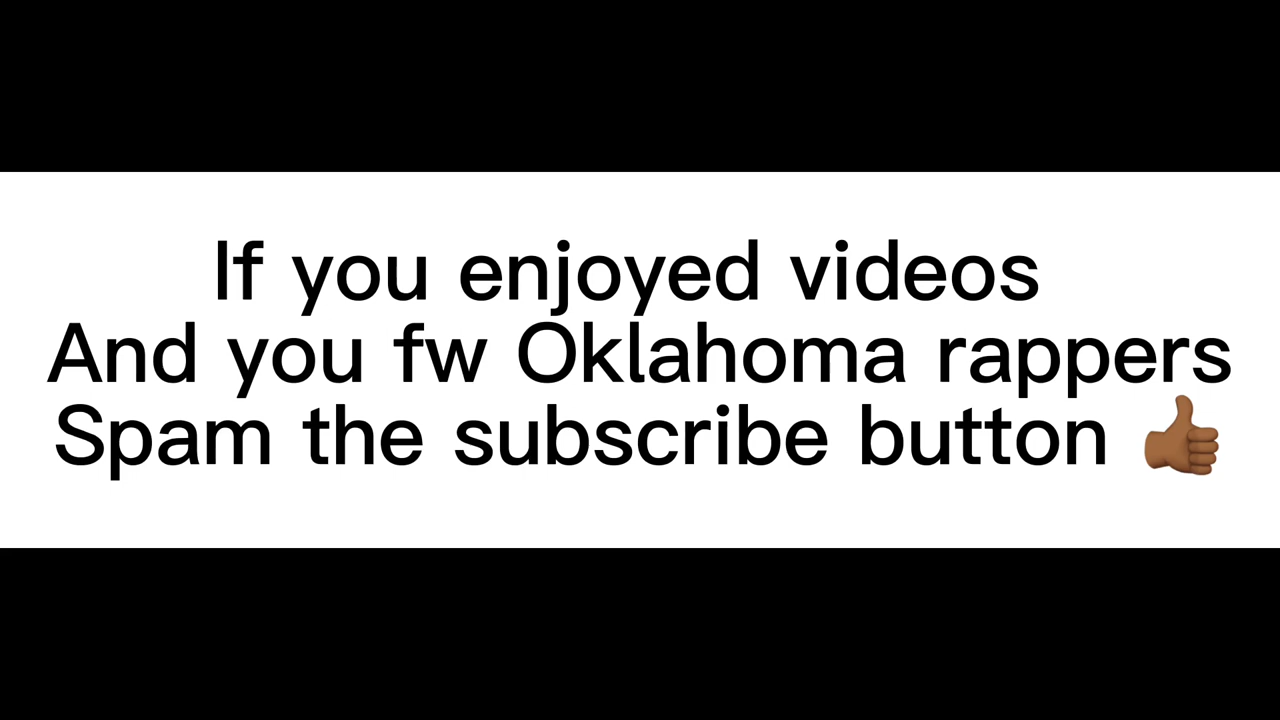 If you enjoyed videos
And you fw Oklahoma rappers
Spam the subscribe button 👍🏾